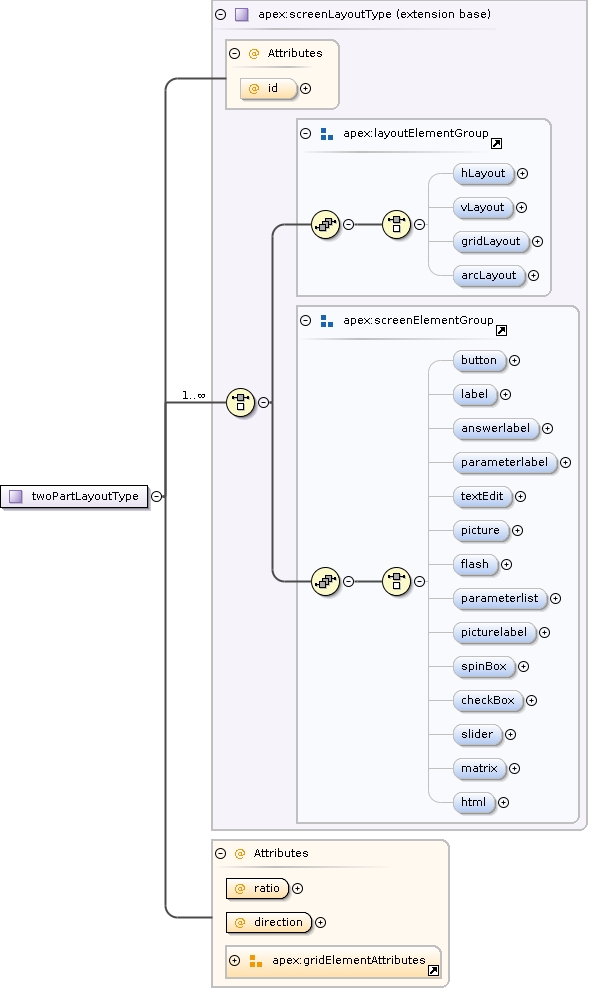 apex:screenLayoutType (extension base)
@ Attributes
@ id
apex:layoutElementGroup
hLayout
vLayout
gridLayout
arcLayout
apex:screenElementGroup
button
label
answerlabel
parameterlabel
textEdit
picture
flash
parameterlist
picturelabel
spinBox
checkBox
slider
matrix
html
1..∞
twoPartLayoutType
@ Attributes
@ ratio
@ direction
apex:gridElementAttributes